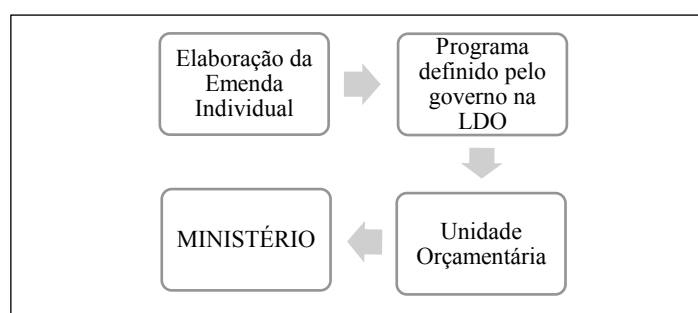 Elaboração da
Emenda
Individual
Programa
definido pelo
governo na
LDO
Unidade
Orçamentária
MINISTÉRIO